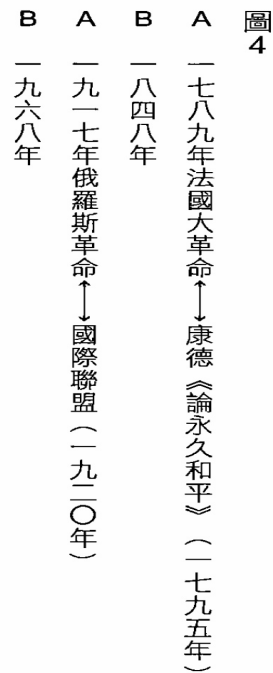 圖4
A 一七八九年法國大革命←→康德《論永久和平》（一七九五年）
B 一八四八年
A 一九一七年俄羅斯革命←→國際聯盟（一九二〇年）
B 一九六八年